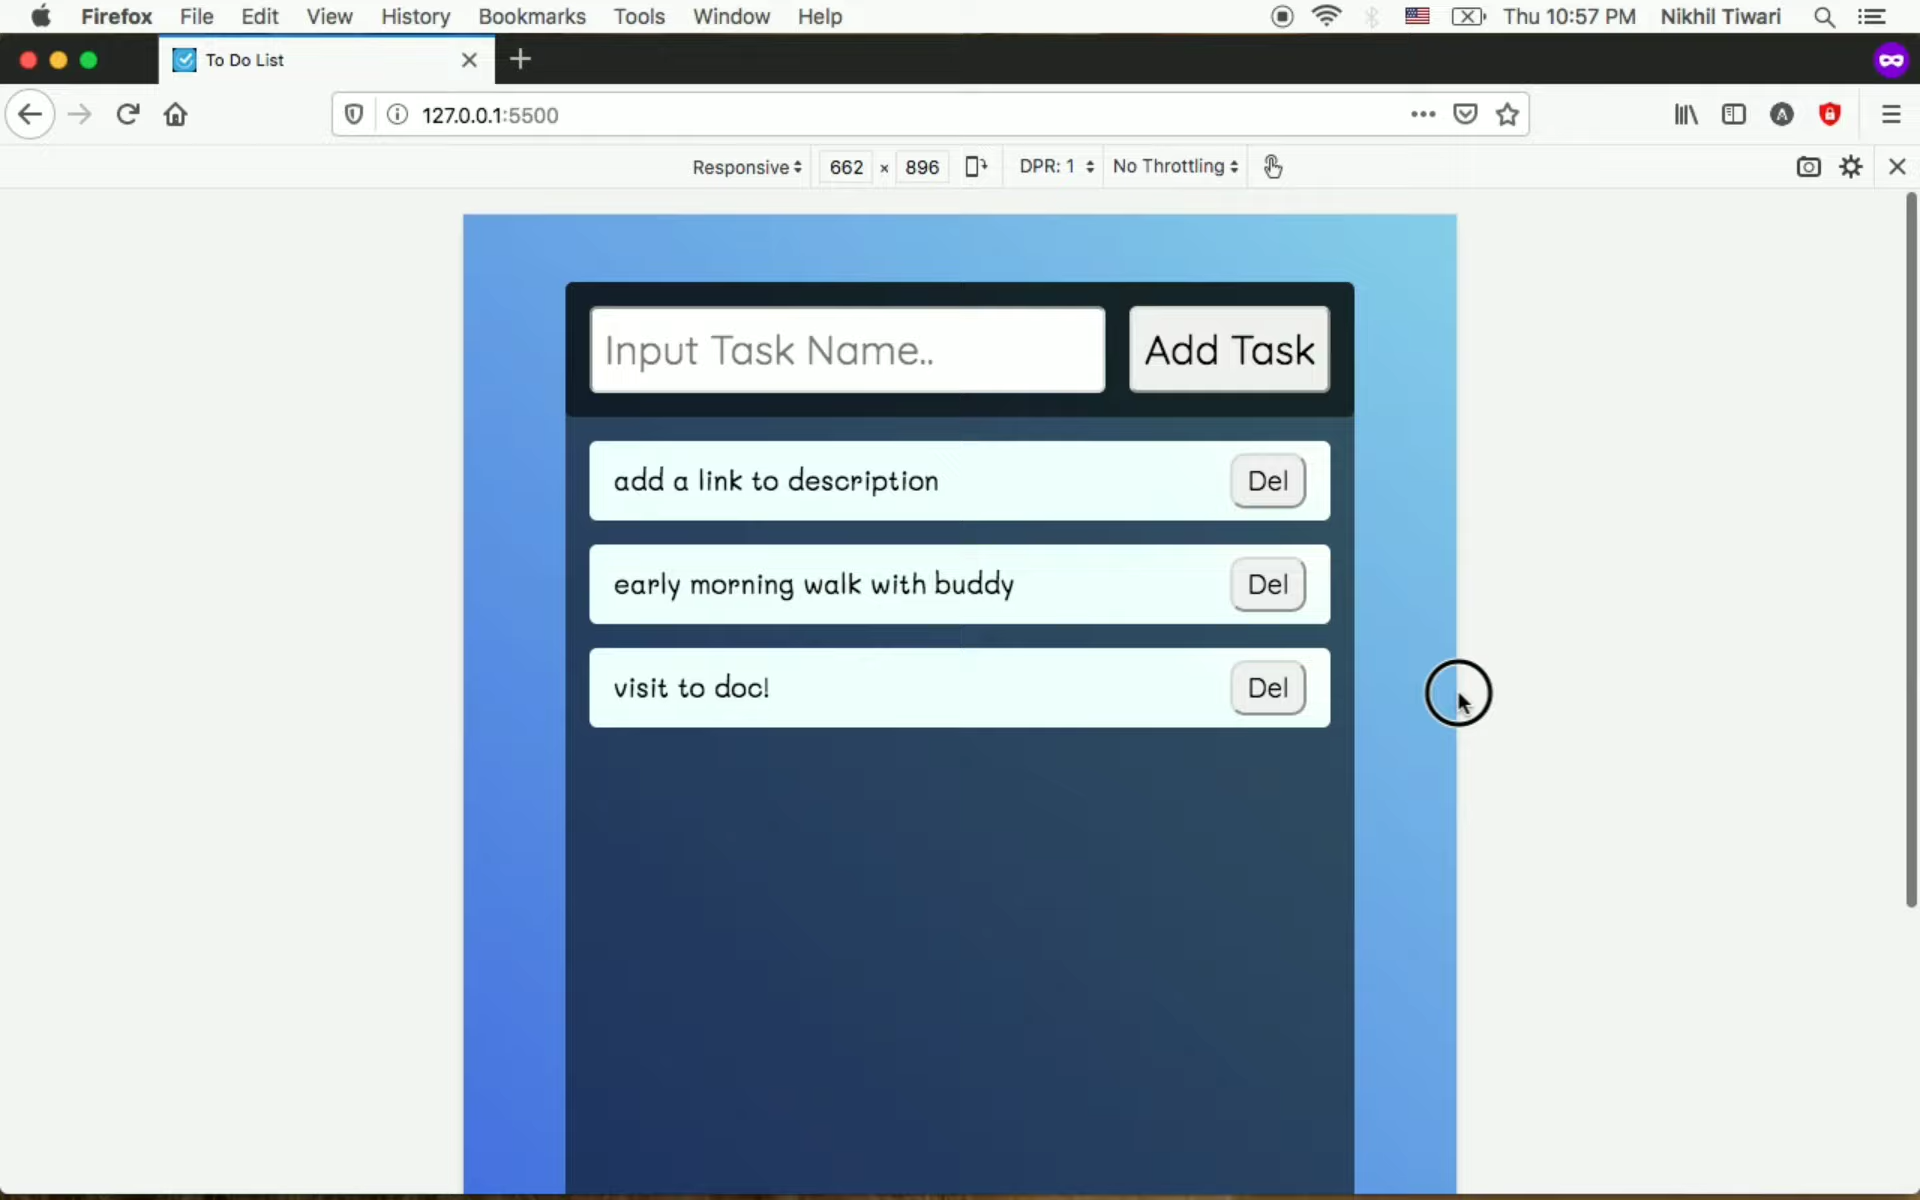 Firefox File Edit View History Bookmarks Tools Window Help Thu 10:57 PM Nikhil Tiwari
To Do List
127.0.0.1:5500
Responsive 662 × 896 DPR: 1 No Throttling
Input Task Name.. Add Task
add a link to description Del
early morning walk with buddy Del
visit to doc! Del